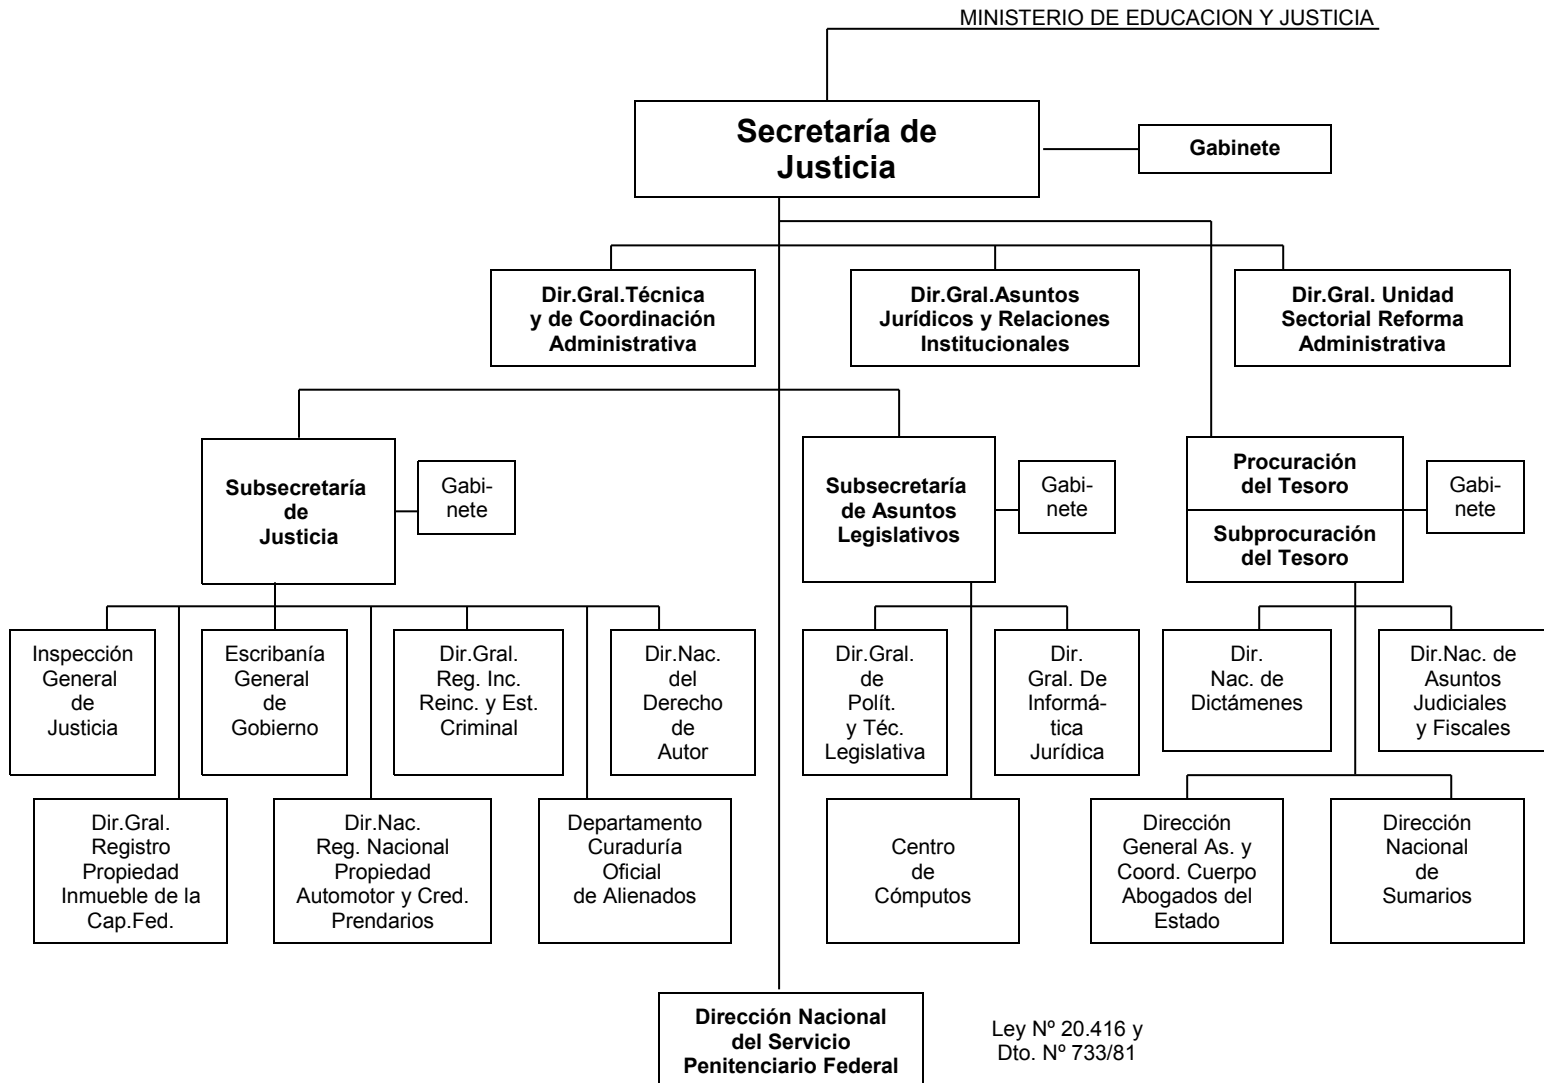 MINISTERIO DE EDUCACION Y JUSTICIA
Secretaría de
Justicia
Gabinete
Dir.Gral.Técnica
y de Coordinación
Administrativa
Dir.Gral.Asuntos
Jurídicos y Relaciones
Institucionales
Dir.Gral. Unidad
Sectorial Reforma
Administrativa
Subsecretaría
de
Justicia
Gabi-
nete
Subsecretaría
de Asuntos
Legislativos
Gabi-
nete
Procuración
del Tesoro
Subprocuración
del Tesoro
Gabi-
nete
Inspección
General
de
Justicia
Escribanía
General
de
Gobierno
Dir.Gral.
Reg. Inc.
Reinc. y Est.
Criminal
Dir.Nac.
del
Derecho
de
Autor
Dir.Gral.
de
Polít.
y Téc.
Legislativa
Dir.
Gral. De
Informá-
tica
Jurídica
Dir.
Nac. de
Dictámenes
Dir.Nac. de
Asuntos
Judiciales
y Fiscales
Dir.Gral.
Registro
Propiedad
Inmueble de la
Cap.Fed.
Dir.Nac.
Reg. Nacional
Propiedad
Automotor y Cred.
Prendarios
Departamento
Curaduría
Oficial
de Alienados
Centro
de
Cómputos
Dirección
General As. y
Coord. Cuerpo
Abogados del
Estado
Dirección
Nacional
de
Sumarios
Dirección Nacional
del Servicio
Penitenciario Federal
Ley Nº 20.416 y
Dto. Nº 733/81